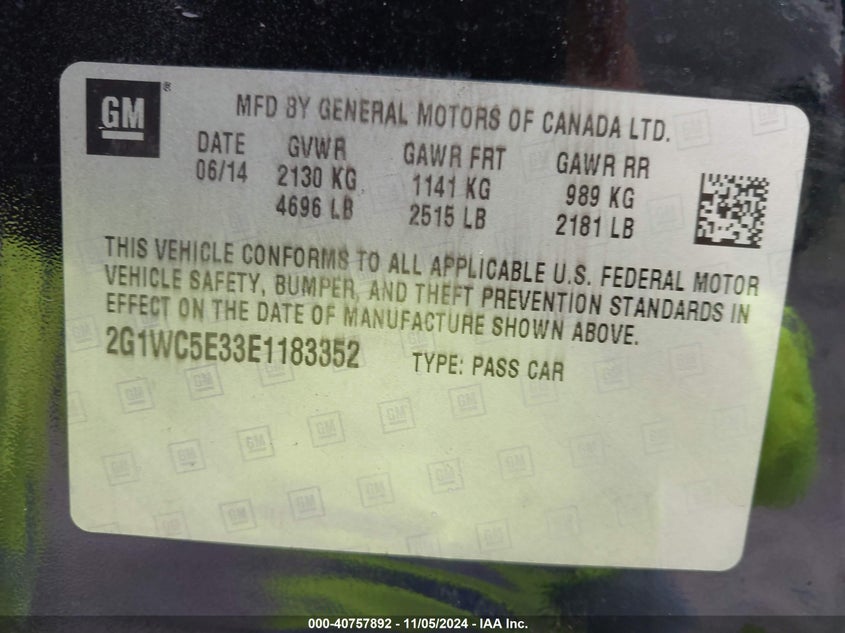 GM®
MFD BY GENERAL MOTORS OF CANADA LTD.
DATE GVWR GAWR FRT GAWR RR
06/14 2130 KG 1141 KG 989 KG
4696 LB 2515 LB 2181 LB
THIS VEHICLE CONFORMS TO ALL APPLICABLE U.S. FEDERAL MOTOR
VEHICLE SAFETY, BUMPER, AND THEFT PREVENTION STANDARDS IN
EFFECT ON THE DATE OF MANUFACTURE SHOWN ABOVE.
2G1WC5E33E1183352 TYPE: PASS CAR
000-40757892 - 11/05/2024 - IAA Inc.